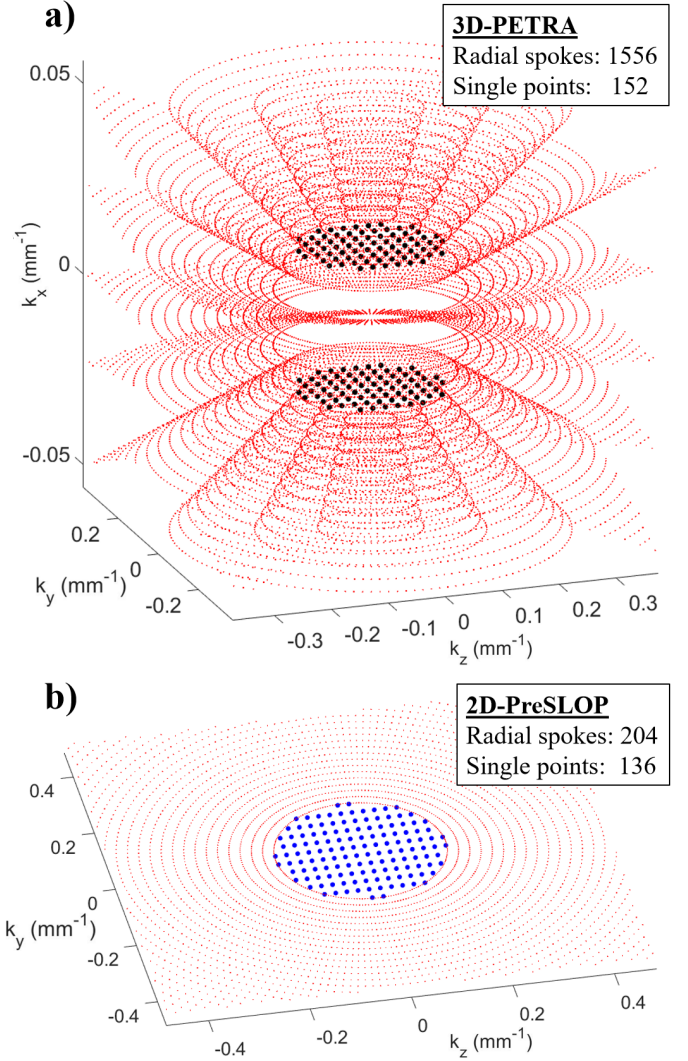 a)
3D-PETRA
Radial spokes: 1556
Single points: 152
0.05
0
-0.05
k_x (mm^-1)
0.2
0
-0.2
k_y (mm^-1)
-0.3 -0.2 -0.1 0 0.1 0.2 0.3
k_z (mm^-1)
b)
2D-PreSLOP
Radial spokes: 204
Single points: 136
0.4
0.2
0
-0.2
-0.4
k_y (mm^-1)
-0.4 -0.2 0 0.2 0.4
k_z (mm^-1)